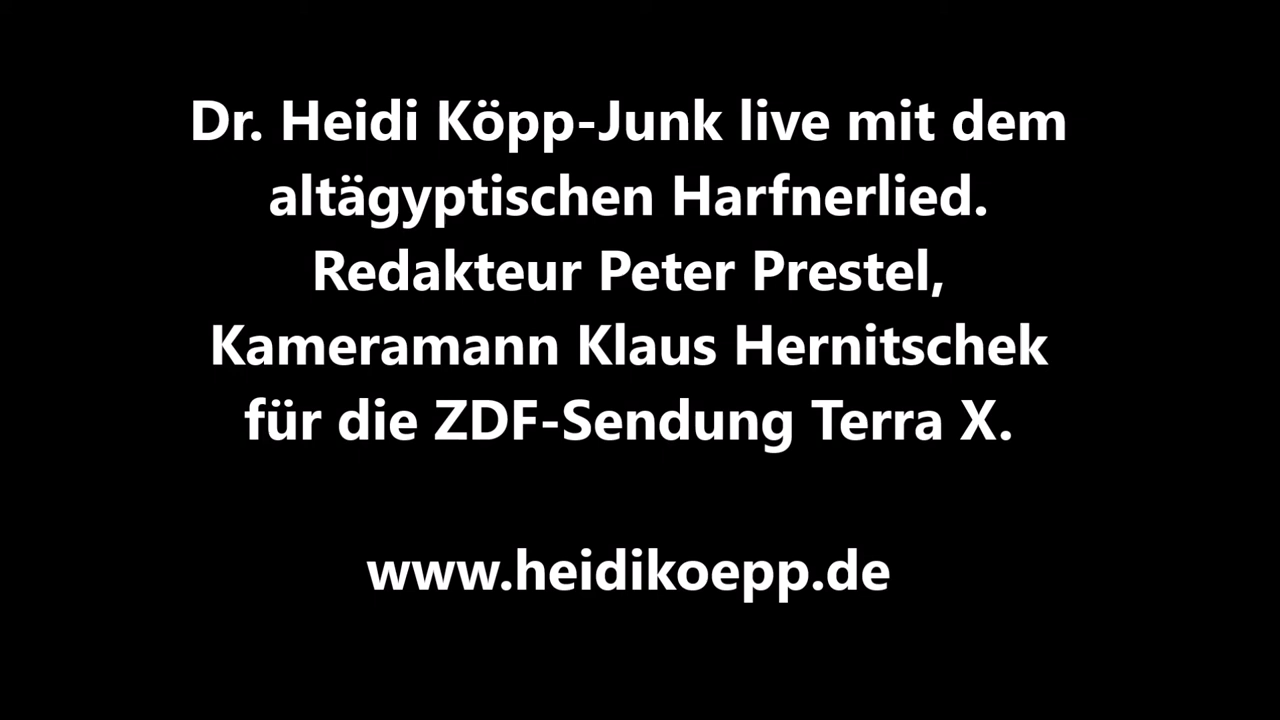 Dr. Heidi Köpp-Junk live mit dem
altägyptischen Harfnerlied.
Redakteur Peter Prestel,
Kameramann Klaus Hernitschek
für die ZDF-Sendung Terra X.
www.heidikoepp.de